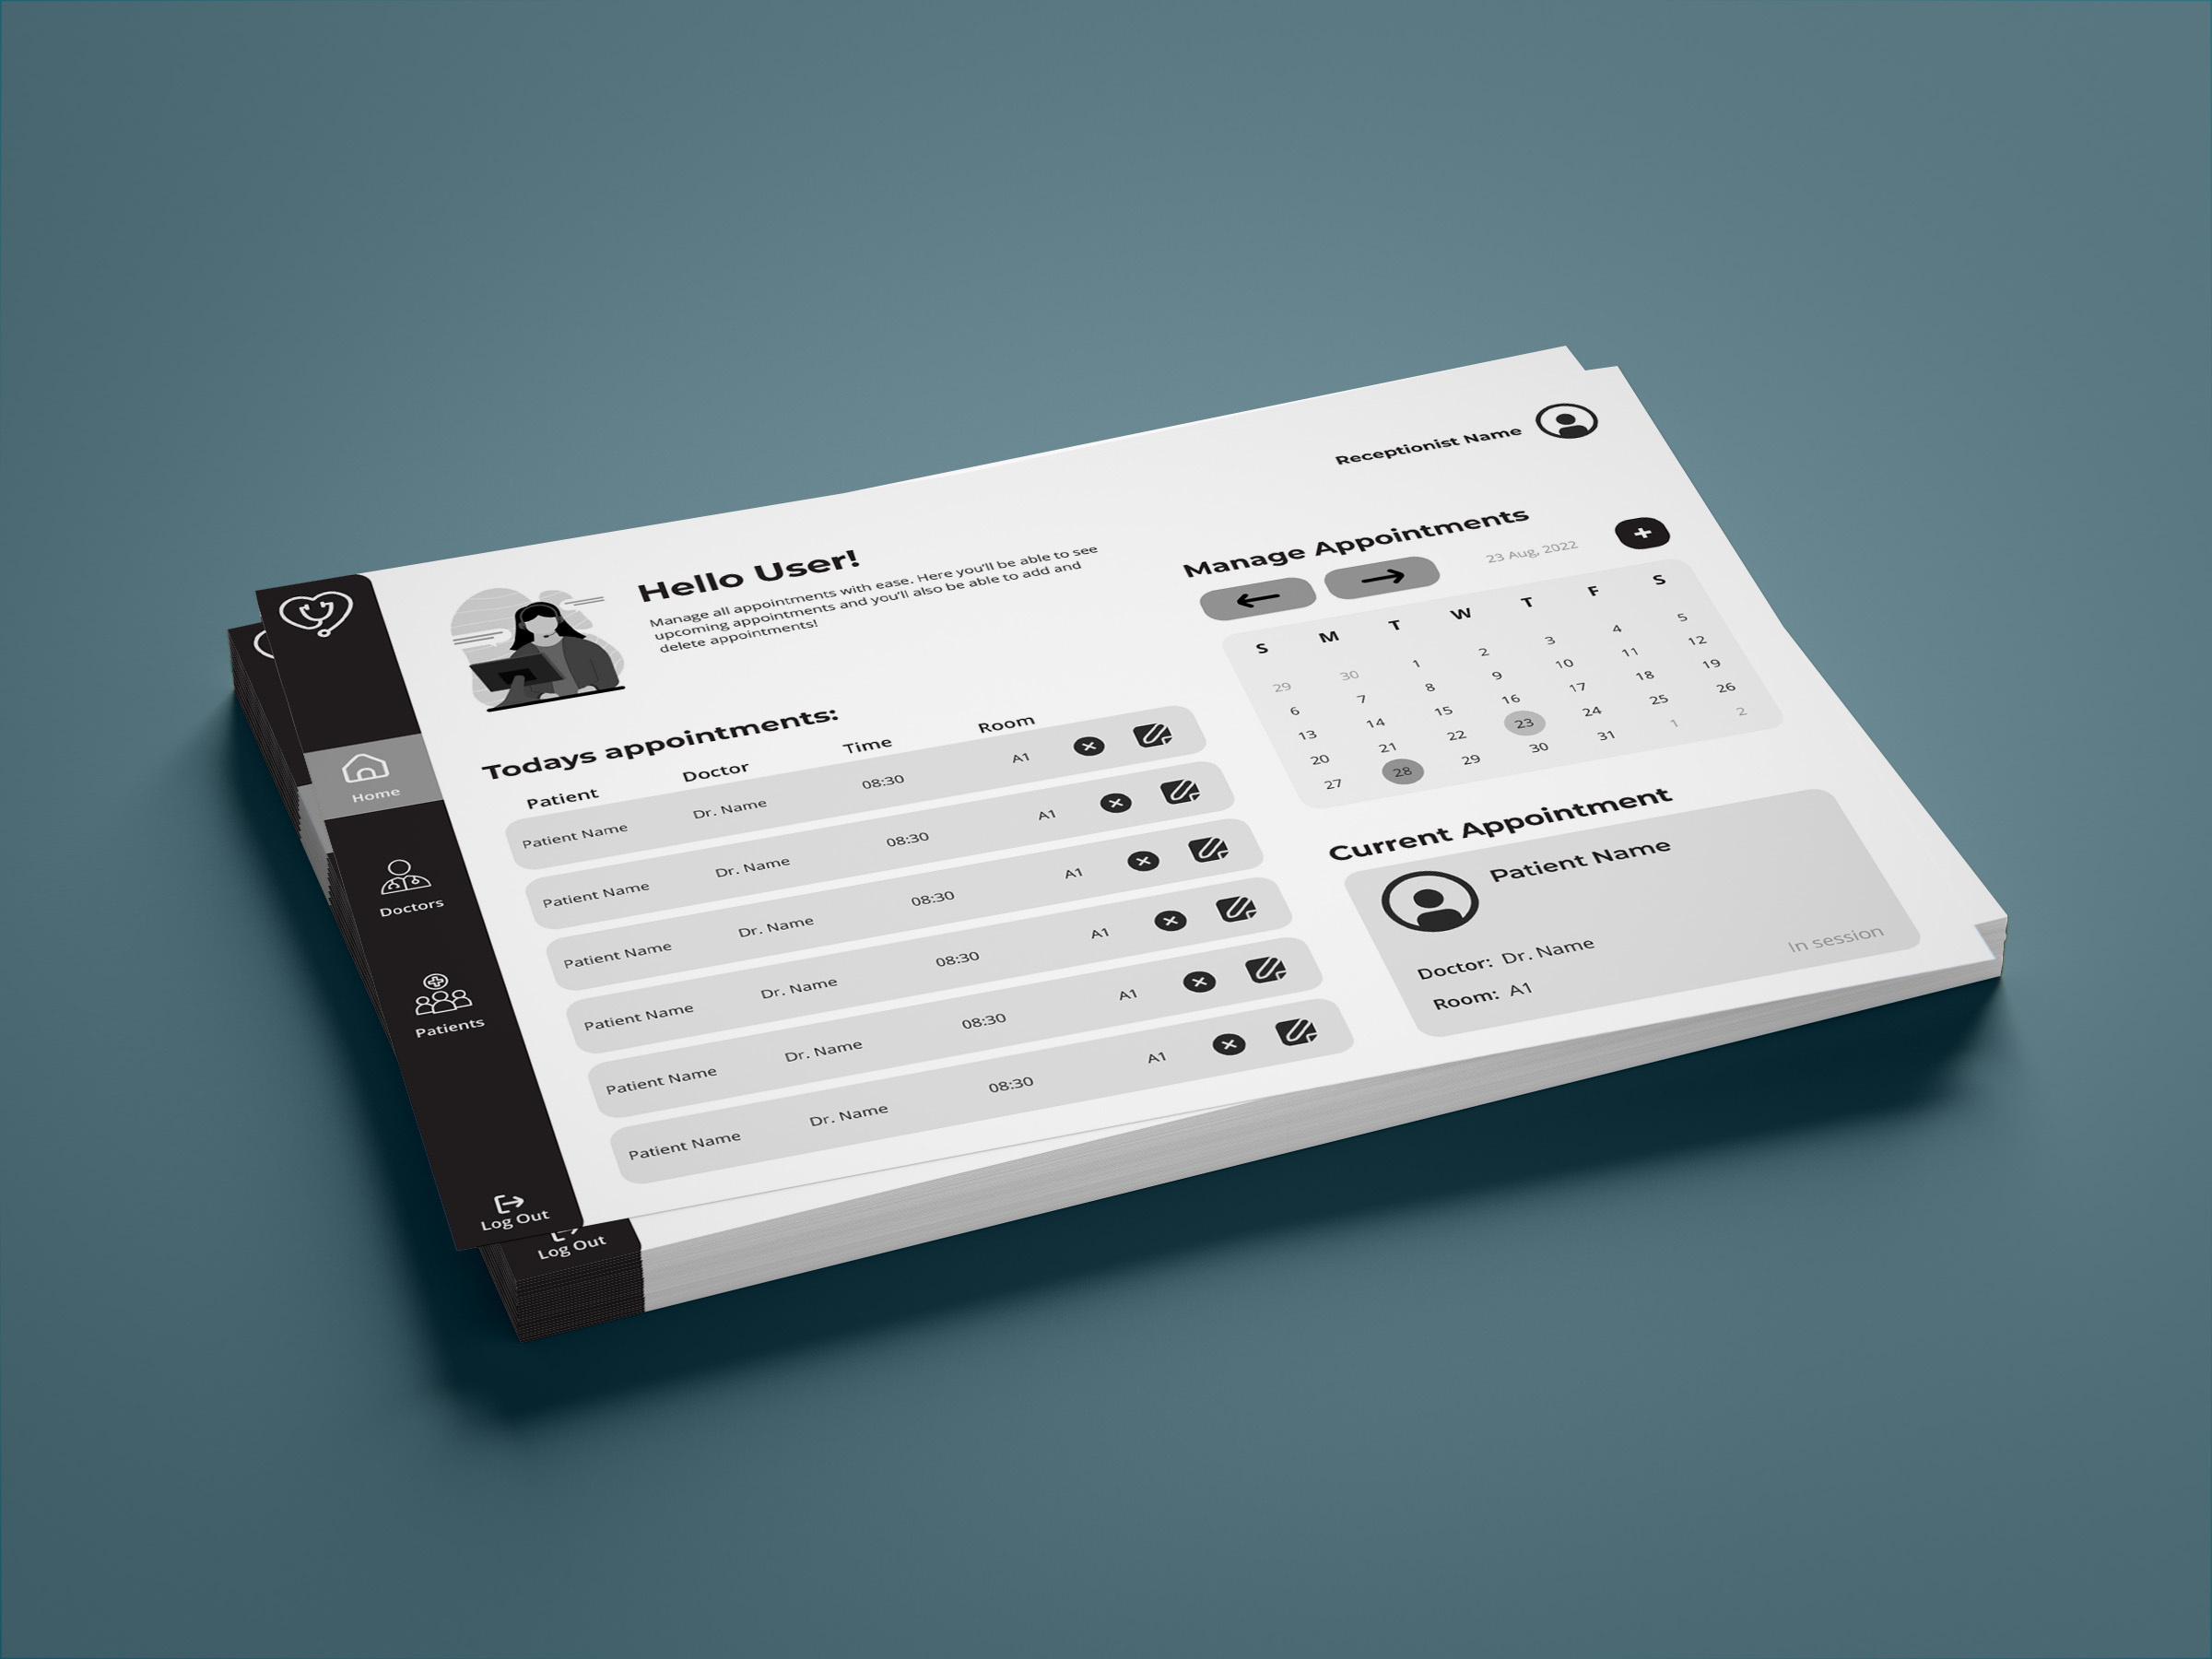 Receptionist Name
Hello User!
Manage all appointments with ease. Here you'll be able to see
upcoming appointments and you'll also be able to add and
delete appointments!
Todays appointments:
Patient Doctor Time Room
Patient Name Dr. Name 08:30 A1
Patient Name Dr. Name 08:30 A1
Patient Name Dr. Name 08:30 A1
Patient Name Dr. Name 08:30 A1
Patient Name Dr. Name 08:30 A1
Patient Name Dr. Name 08:30 A1
Manage Appointments
23 Aug, 2022
S M T W T F S
29 30 1 2 3 4 5
6 7 8 9 10 11 12
13 14 15 16 17 18 19
20 21 22 23 24 25 26
27 28 29 30 31 1 2
Current Appointment
Patient Name
Doctor: Dr. Name
Room: A1
In session
Home
Doctors
Patients
Log Out
Log Out